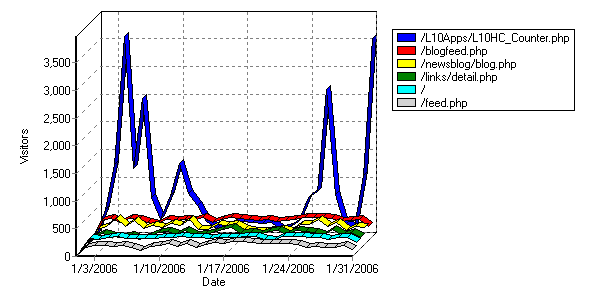 3,500
3,000
2,500
2,000
1,500
1,000
500
0
Visitors
1/3/2006
1/10/2006
1/17/2006
1/24/2006
1/31/2006
Date
/L10Apps/L10HC_Counter.php
/blogfeed.php
/newsblog/blog.php
/links/detail.php
/
/feed.php